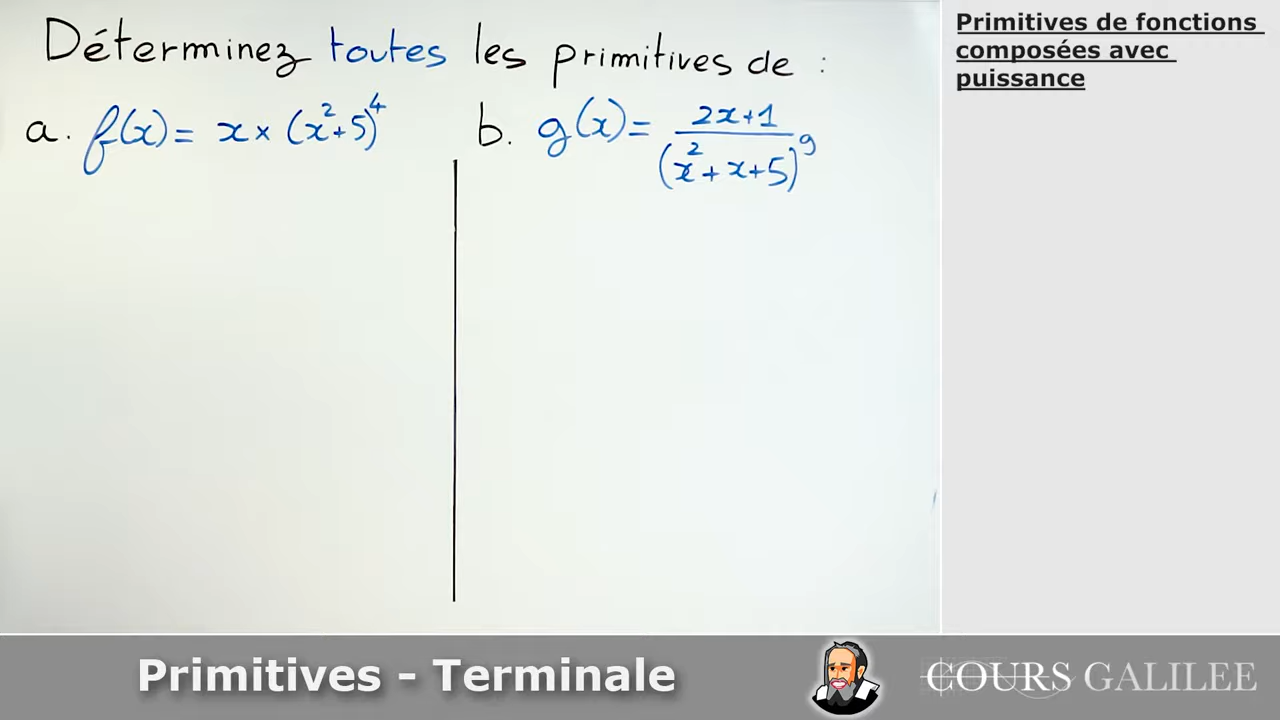 Déterminez toutes les primitives de :
a. f(x) = x × (x²+5)⁴
b. g(x) = 2x+1 / (x²+x+5)⁹
Primitives de fonctions
composées avec
puissance
Primitives - Terminale
COURS GALILEE